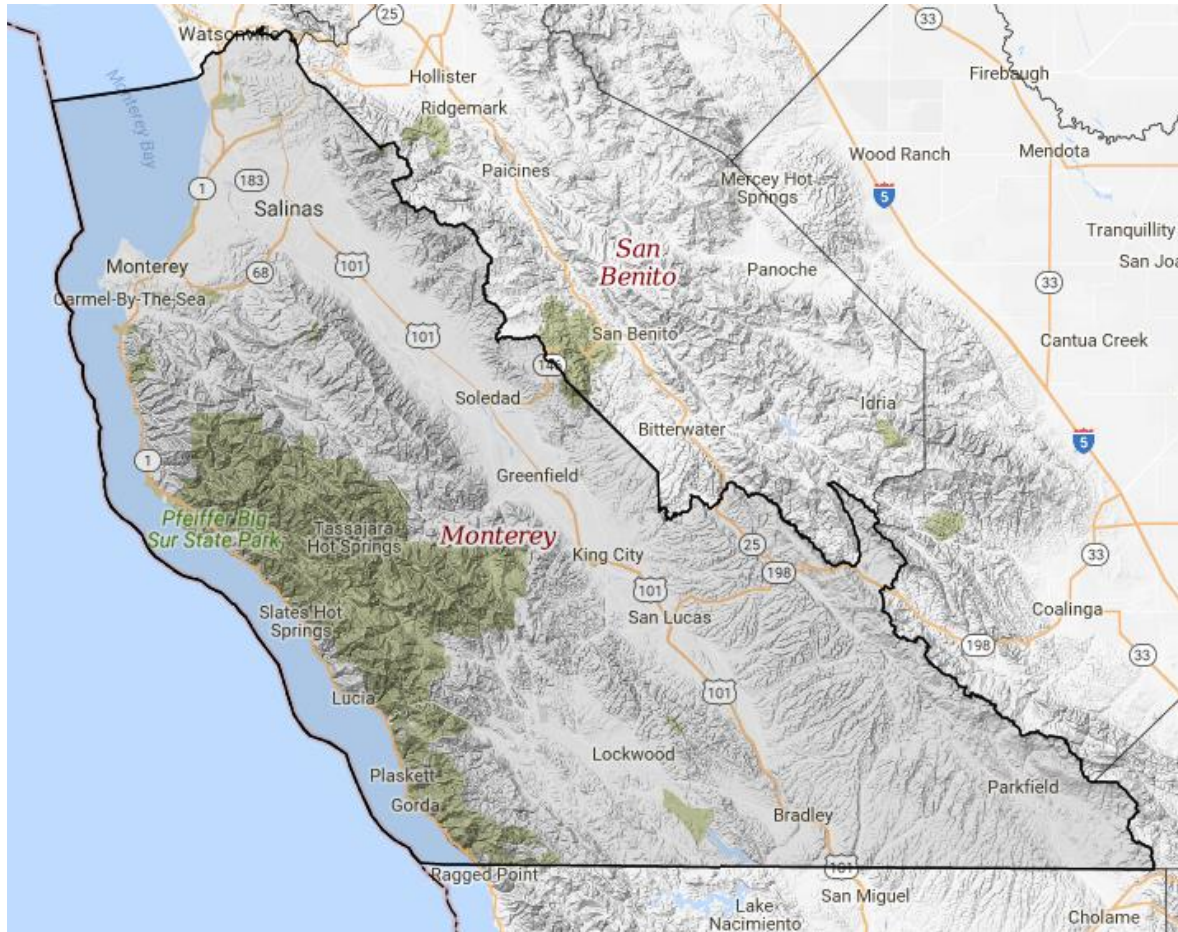 25
33
Watsonville
Firebaugh
Hollister
Monterey Bay
Ridgemark
Wood Ranch
Mendota
Paicines
183
Mercey Hot
Springs
5
1
Salinas
Tranquillity
San Joa
San
Benito
Monterey
68
101
Panoche
33
Carmel-By-The-Sea
101
San Benito
Cantua Creek
146
Soledad
Idria
Bitterwater
5
1
Greenfield
Pfeiffer Big
Sur State Park
Tassajara
Hot Springs
Monterey
King City
25
33
198
101
Slates Hot
Springs
San Lucas
Coalinga
198
33
Lucia
101
Lockwood
Plaskett
Parkfield
Gorda
Bradley
Ragged Point
101
San Miguel
Lake
Nacimiento
Cholame